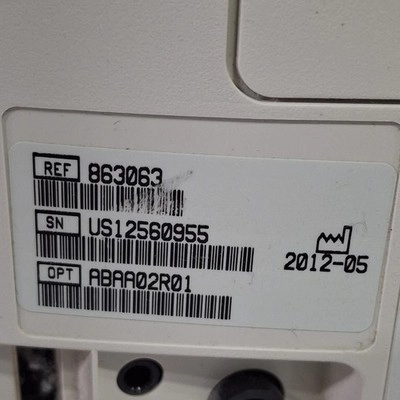 REF 863063
SN US12560955
2012-05
OPT ABAA02R01